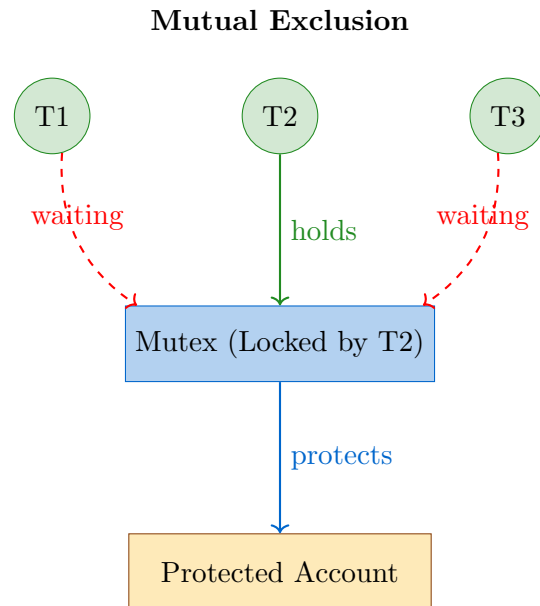 Mutual Exclusion
T1
T2
T3
waiting
waiting
holds
Mutex (Locked by T2)
protects
Protected Account